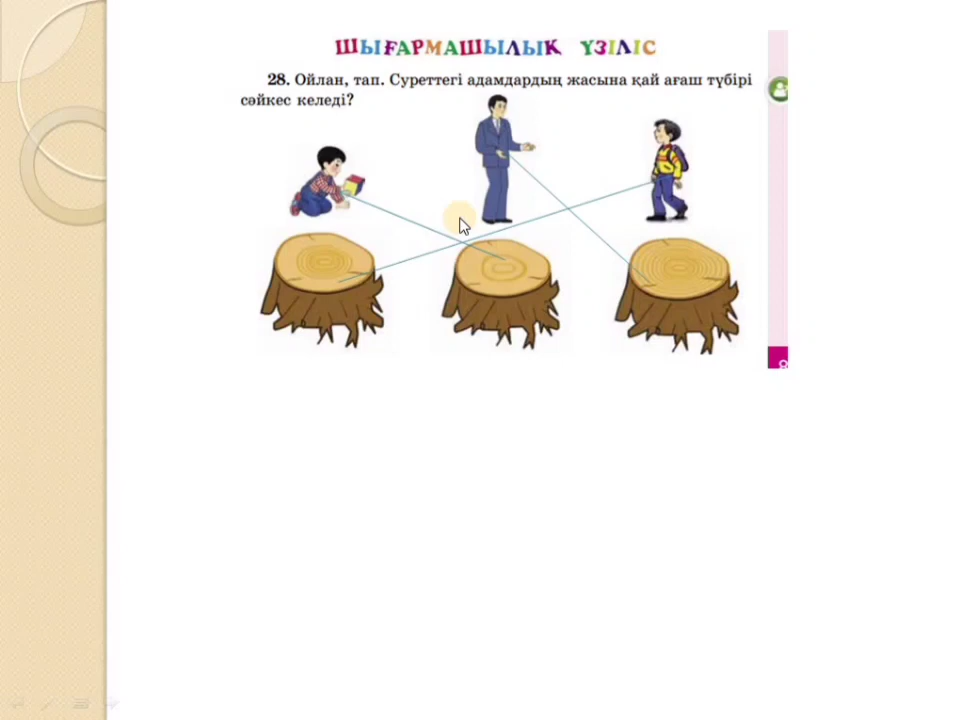 ШЫҒАРМАШЫЛЫҚ ҮЗІЛІС
28. Ойлан, тап. Суреттегі адамдардың жасына қай ағаш түбірі
сәйкес келеді?